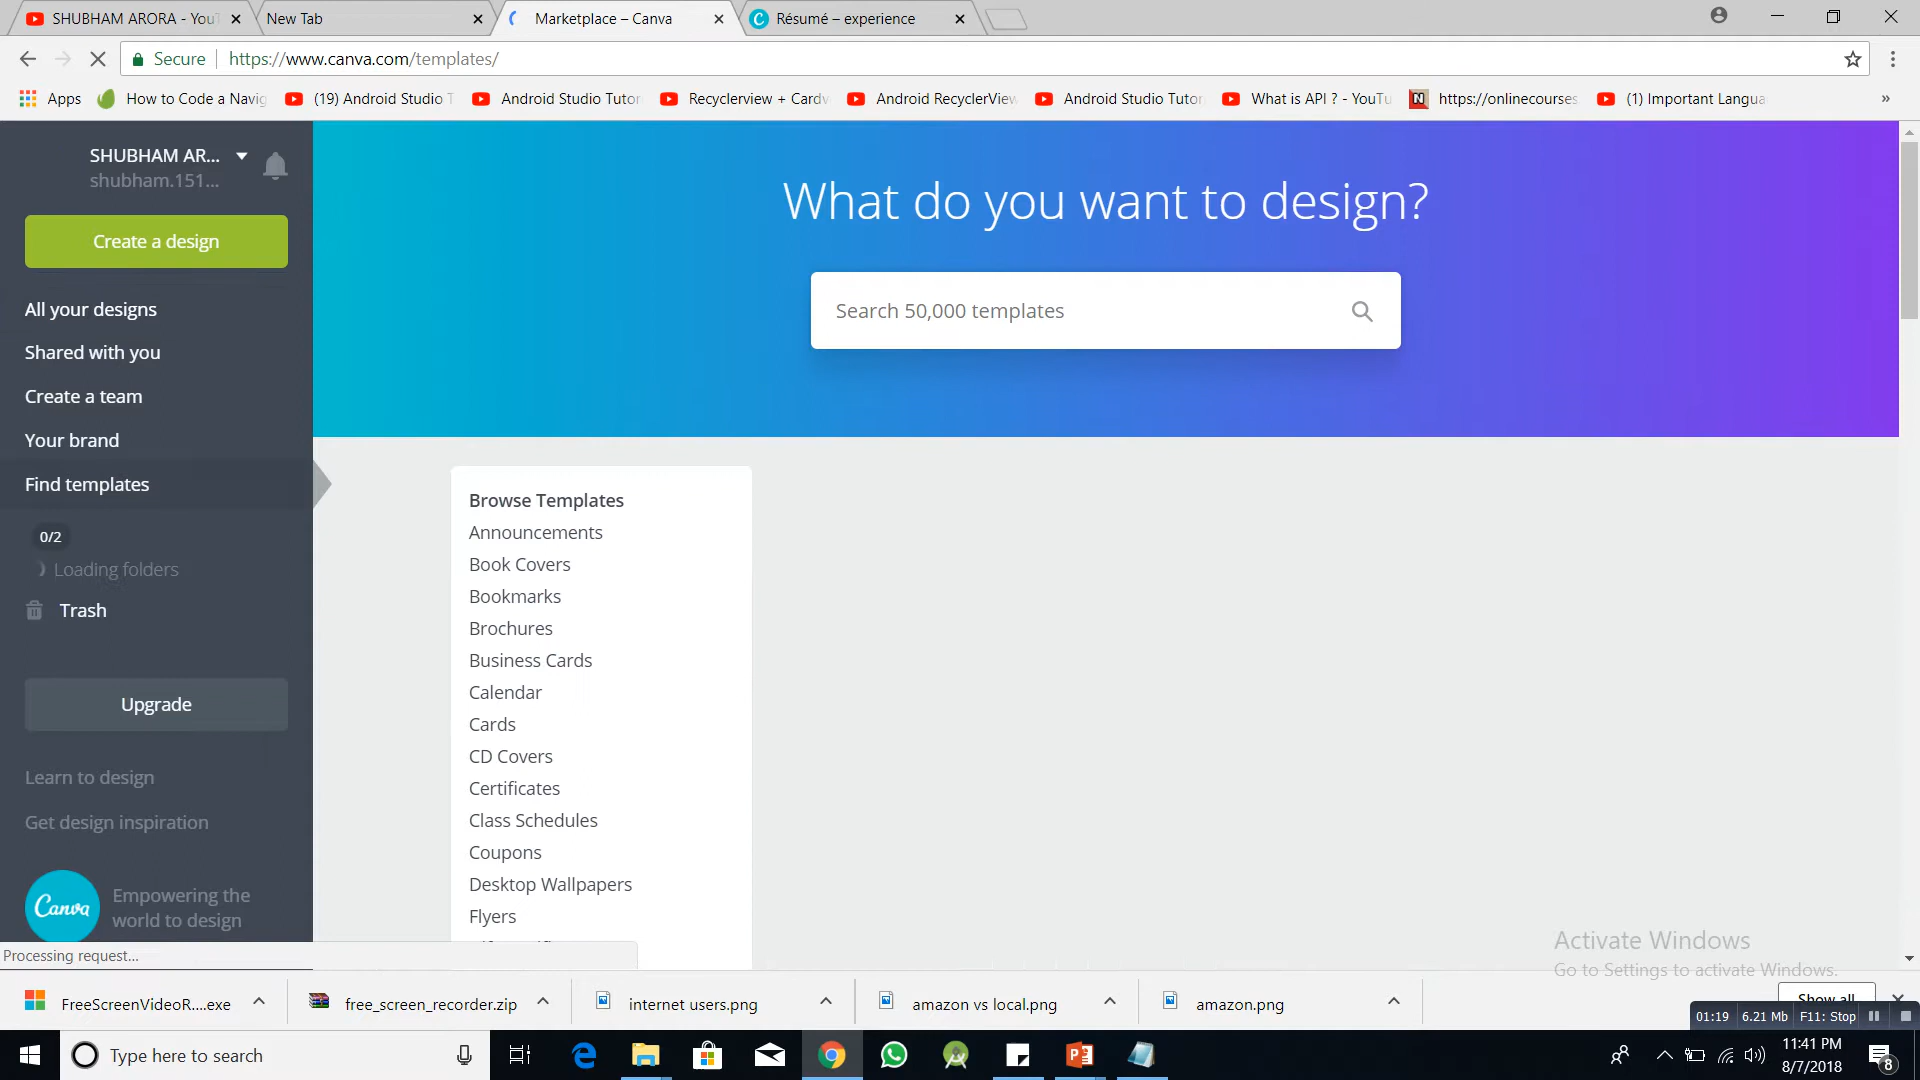 SHUBHAM ARORA - You
New Tab
Marketplace – Canva
Résumé – experience
Secure
https://www.canva.com/templates/
Apps
How to Code a Navig
(19) Android Studio T
Android Studio Tutor
Recyclerview + Cardv
Android RecyclerView
Android Studio Tutor
What is API ? - YouTu
https://onlinecourses
(1) Important Langua
»
SHUBHAM AR...
shubham.151...
Create a design
All your designs
Shared with you
Create a team
Your brand
Find templates
0/2
Loading folders
Trash
Upgrade
Learn to design
Get design inspiration
Canva
Empowering the
world to design
What do you want to design?
Search 50,000 templates
Browse Templates
Announcements
Book Covers
Bookmarks
Brochures
Business Cards
Calendar
Cards
CD Covers
Certificates
Class Schedules
Coupons
Desktop Wallpapers
Flyers
Activate Windows
Go to Settings to activate Windows.
Processing request...
FreeScreenVideoR....exe
free_screen_recorder.zip
internet users.png
amazon vs local.png
amazon.png
Show all
01:19
6.21 Mb
F11: Stop
Type here to search
11:41 PM
8/7/2018
8